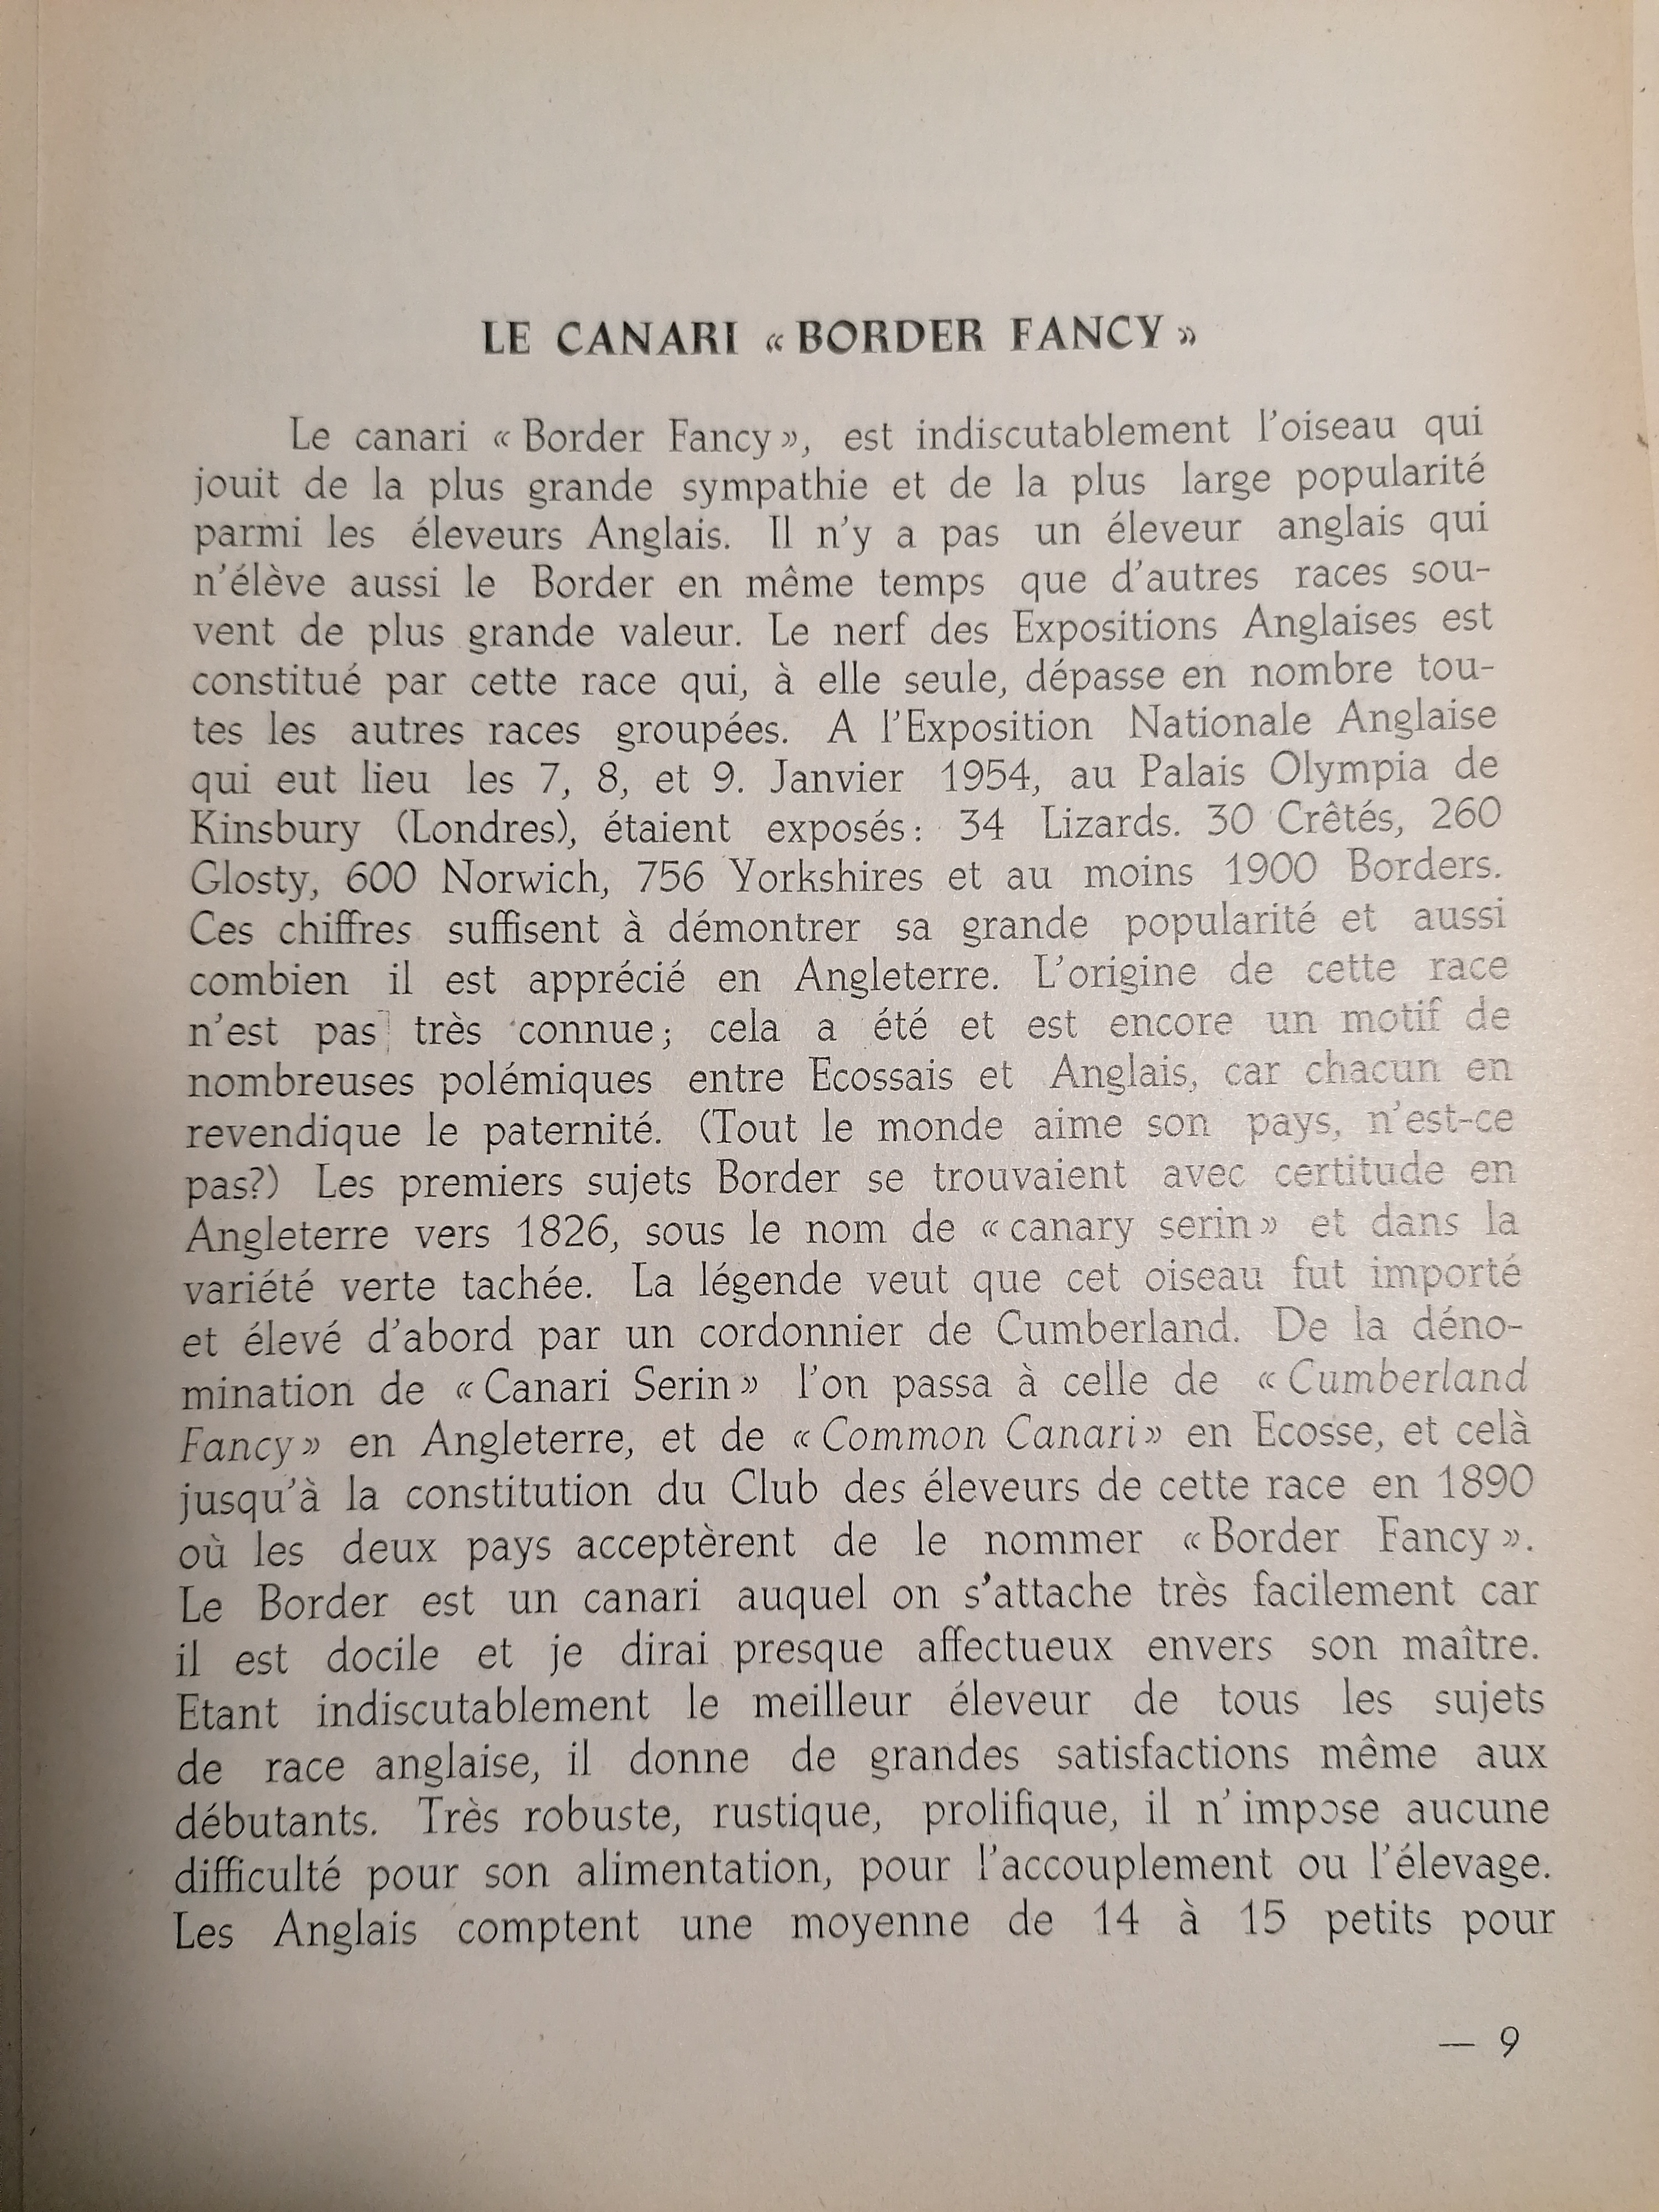 LE CANARI « BORDER FANCY »
Le canari « Border Fancy », est indiscutablement l'oiseau qui
jouit de la plus grande sympathie et de la plus large popularité
parmi les éleveurs Anglais. Il n'y a pas un éleveur anglais qui
n'élève aussi le Border en même temps que d'autres races sou-
vent de plus grande valeur. Le nerf des Expositions Anglaises est
constitué par cette race qui, à elle seule, dépasse en nombre tou-
tes les autres races groupées. A l'Exposition Nationale Anglaise
qui eut lieu les 7, 8, et 9. Janvier 1954, au Palais Olympia de
Kinsbury (Londres), étaient exposés: 34 Lizards. 30 Crêtés, 260
Glosty, 600 Norwich, 756 Yorkshires et au moins 1900 Borders.
Ces chiffres suffisent à démontrer sa grande popularité et aussi
combien il est apprécié en Angleterre. L'origine de cette race
n'est pas très connue; cela a été et est encore un motif de
nombreuses polémiques entre Ecossais et Anglais, car chacun en
revendique le paternité. (Tout le monde aime son pays, n'est-ce
pas?) Les premiers sujets Border se trouvaient avec certitude en
Angleterre vers 1826, sous le nom de « canary serin » et dans la
variété verte tachée. La légende veut que cet oiseau fut importé
et élevé d'abord par un cordonnier de Cumberland. De la déno-
mination de « Canari Serin » l'on passa à celle de « Cumberland
Fancy » en Angleterre, et de « Common Canari » en Ecosse, et celà
jusqu'à la constitution du Club des éleveurs de cette race en 1890
où les deux pays acceptèrent de le nommer « Border Fancy ».
Le Border est un canari auquel on s'attache très facilement car
il est docile et je dirai presque affectueux envers son maître.
Etant indiscutablement le meilleur éleveur de tous les sujets
de race anglaise, il donne de grandes satisfactions même aux
débutants. Très robuste, rustique, prolifique, il n' impose aucune
difficulté pour son alimentation, pour l'accouplement ou l'élevage.
Les Anglais comptent une moyenne de 14 à 15 petits pour
— 9